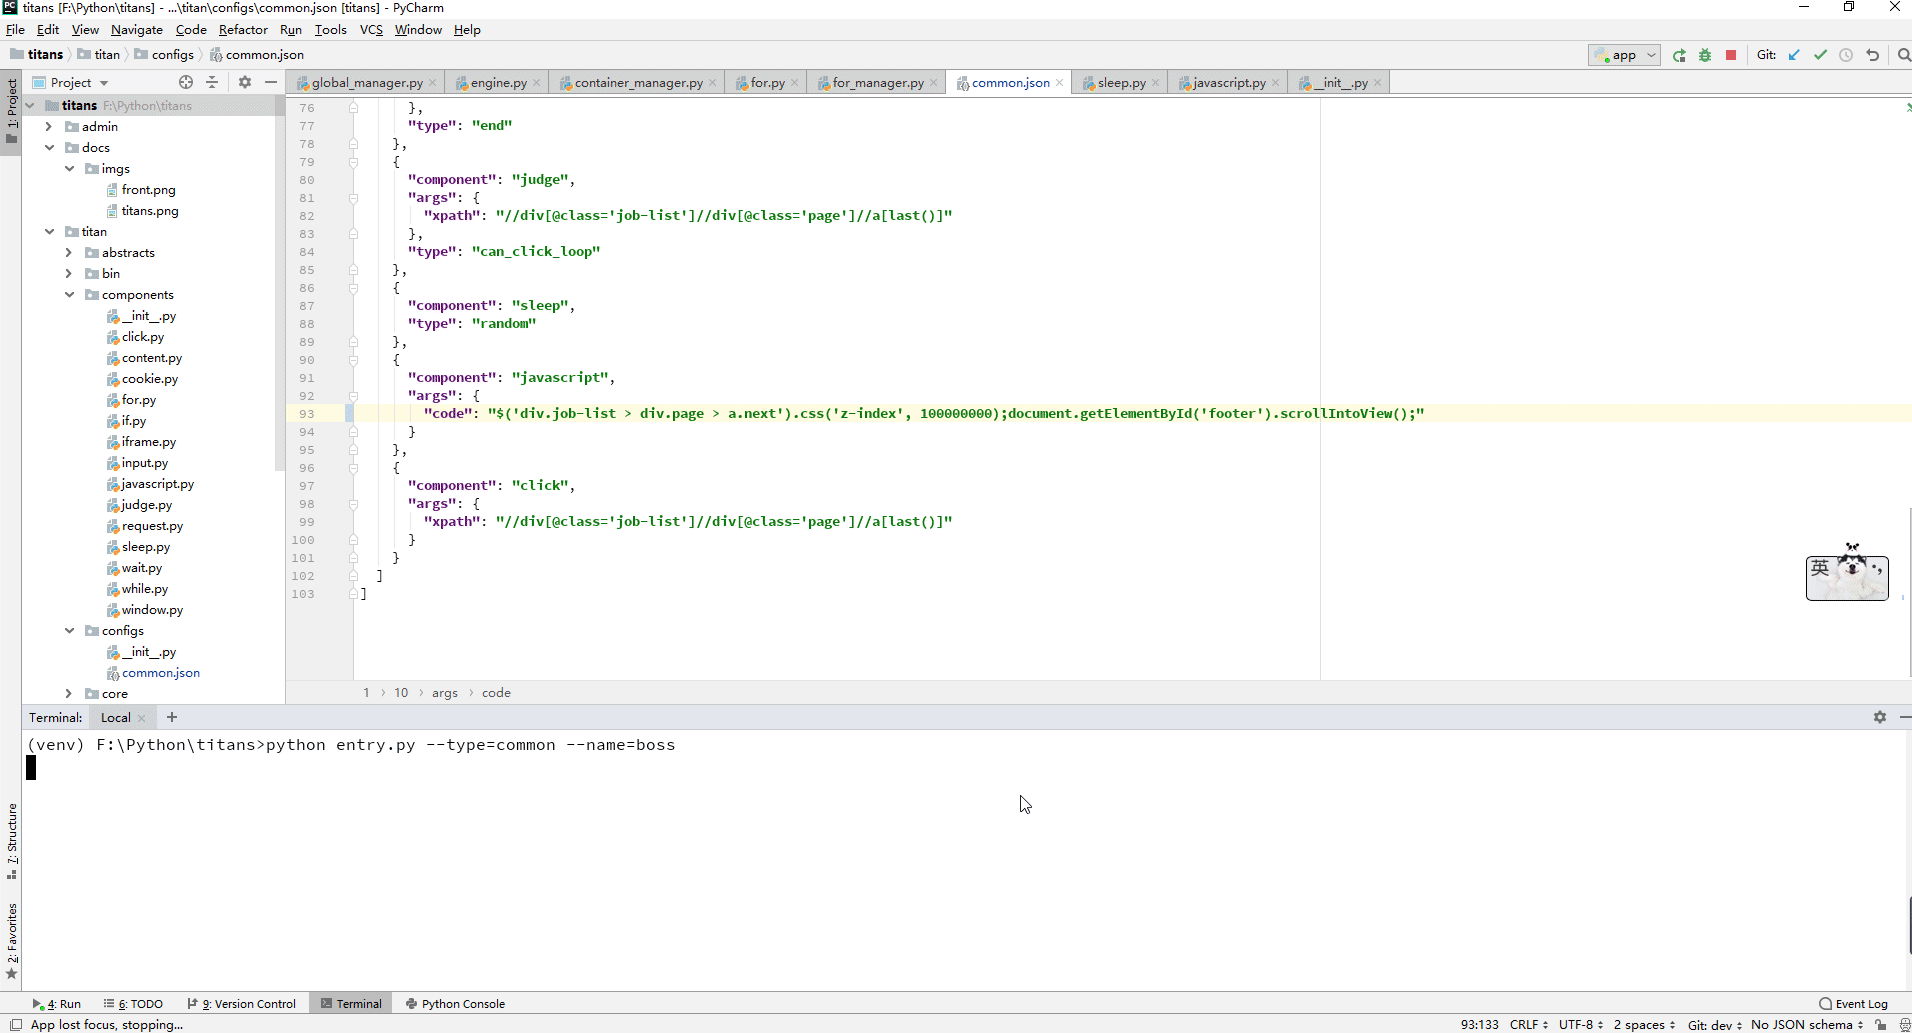 titans [F:\Python\titans] - ...\titan\configs\common.json [titans] - PyCharm
File Edit View Navigate Code Refactor Run Tools VCS Window Help
titans titan configs common.json app Git:
1: Project
Project
global_manager.py engine.py container_manager.py for.py for_manager.py common.json sleep.py javascript.py __init__.py
titans F:\Python\titans
admin
docs
imgs
front.png
titans.png
titan
abstracts
bin
components
__init__.py
click.py
content.py
cookie.py
for.py
if.py
iframe.py
input.py
javascript.py
judge.py
request.py
sleep.py
wait.py
while.py
window.py
configs
__init__.py
common.json
core
76 },
77 "type": "end"
78 },
79 {
80 "component": "judge",
81 "args": {
82 "xpath": "//div[@class='job-list']//div[@class='page']//a[last()]"
83 },
84 "type": "can_click_loop"
85 },
86 {
87 "component": "sleep",
88 "type": "random"
89 },
90 {
91 "component": "javascript",
92 "args": {
93 "code": "$('div.job-list > div.page > a.next').css('z-index', 100000000);document.getElementById('footer').scrollIntoView();"
94 }
95 },
96 {
97 "component": "click",
98 "args": {
99 "xpath": "//div[@class='job-list']//div[@class='page']//a[last()]"
100 }
101 }
102 ]
103 ]
英
1 › 10 › args › code
Terminal: Local +
(venv) F:\Python\titans>python entry.py --type=common --name=boss
7: Structure
2: Favorites
4: Run 6: TODO 9: Version Control Terminal Python Console Event Log
App lost focus, stopping... 93:133 CRLF UTF-8 2 spaces Git: dev No JSON schema